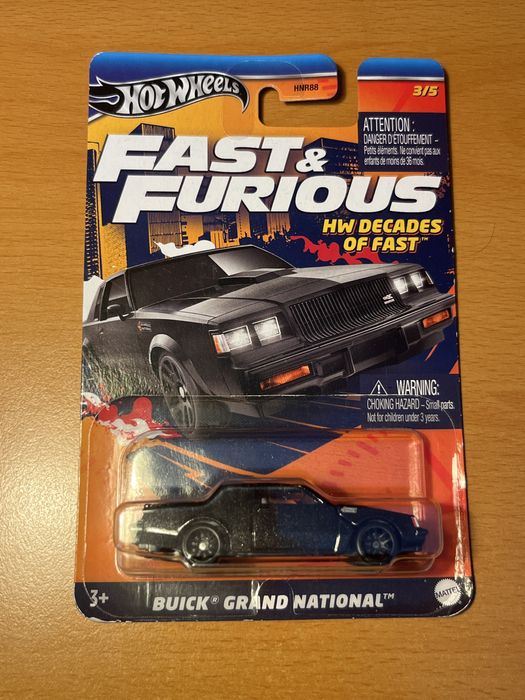 HOT WHEELS
HNR88
3/5
ATTENTION :
DANGER D'ÉTOUFFEMENT –
Petits éléments. Ne convient pas aux
enfants de moins de 36 mois.
FAST &
FURIOUS
HW DECADES
OF FAST™
WARNING:
CHOKING HAZARD – Small parts.
Not for children under 3 years.
3+
BUICK® GRAND NATIONAL™
MATTEL